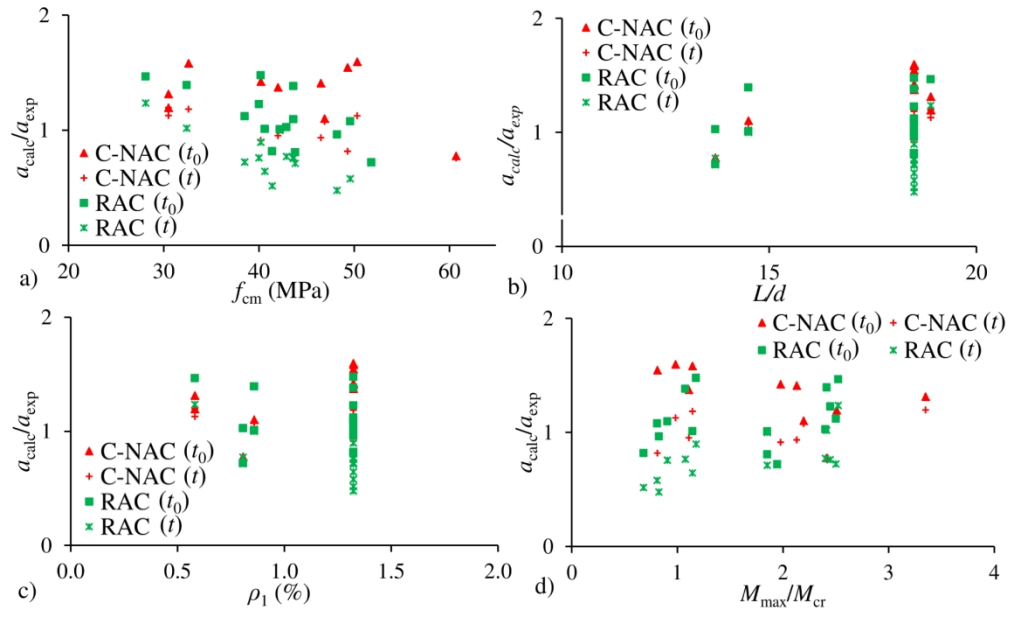 2
1
0
a_calc/a_exp
C-NAC (t₀)
C-NAC (t)
RAC (t₀)
RAC (t)
20 30 40 50 60
f_cm (MPa)
a)
2
1
0
a_calc/a_exp
C-NAC (t₀)
C-NAC (t)
RAC (t₀)
RAC (t)
10 15 20
L/d
b)
2
1
0
a_calc/a_exp
C-NAC (t₀)
C-NAC (t)
RAC (t₀)
RAC (t)
0.0 0.5 1.0 1.5 2.0
ρ₁ (%)
c)
2
1
0
a_calc/a_exp
C-NAC (t₀) C-NAC (t)
RAC (t₀) RAC (t)
0 1 2 3 4
M_max/M_cr
d)